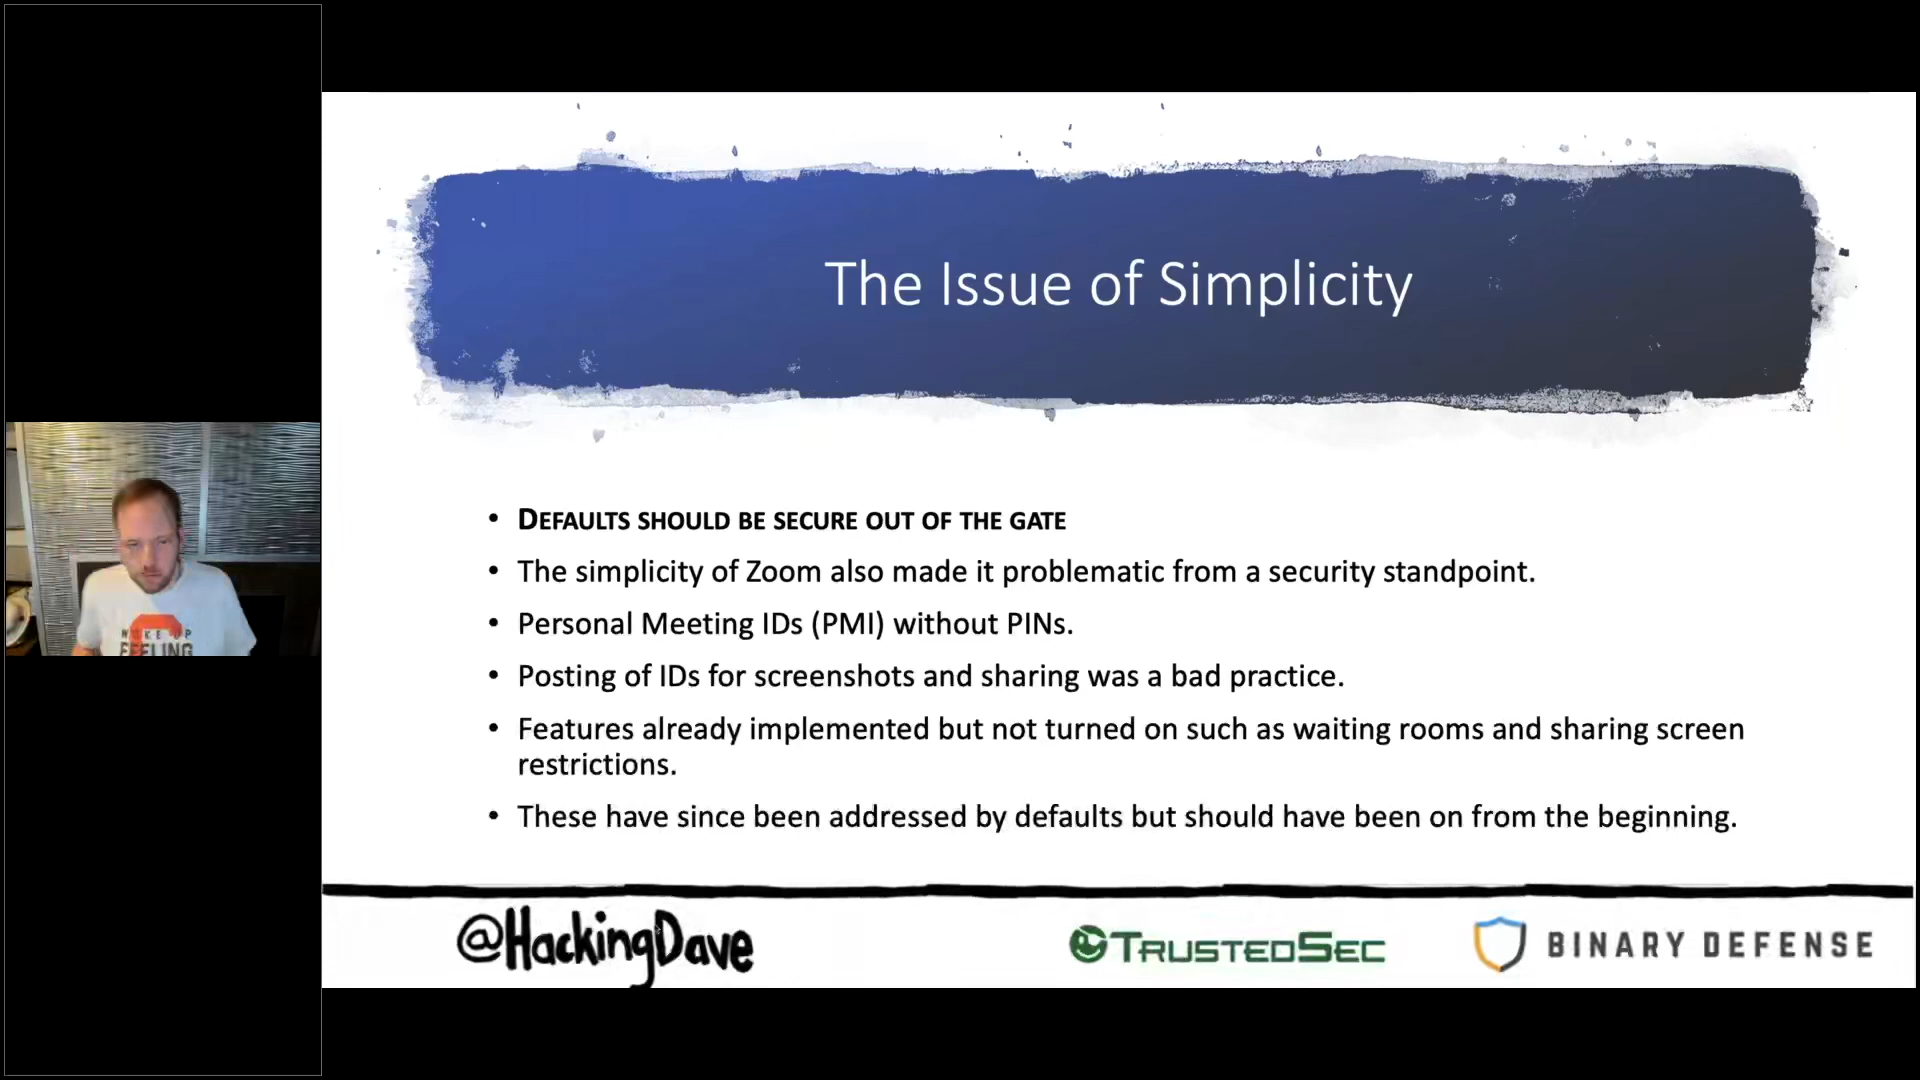 The Issue of Simplicity
• DEFAULTS SHOULD BE SECURE OUT OF THE GATE
• The simplicity of Zoom also made it problematic from a security standpoint.
• Personal Meeting IDs (PMI) without PINs.
• Posting of IDs for screenshots and sharing was a bad practice.
• Features already implemented but not turned on such as waiting rooms and sharing screen
restrictions.
• These have since been addressed by defaults but should have been on from the beginning.
WOKE UP
FEELING
@HackingDave
TRUSTEDSEC
BINARY DEFENSE